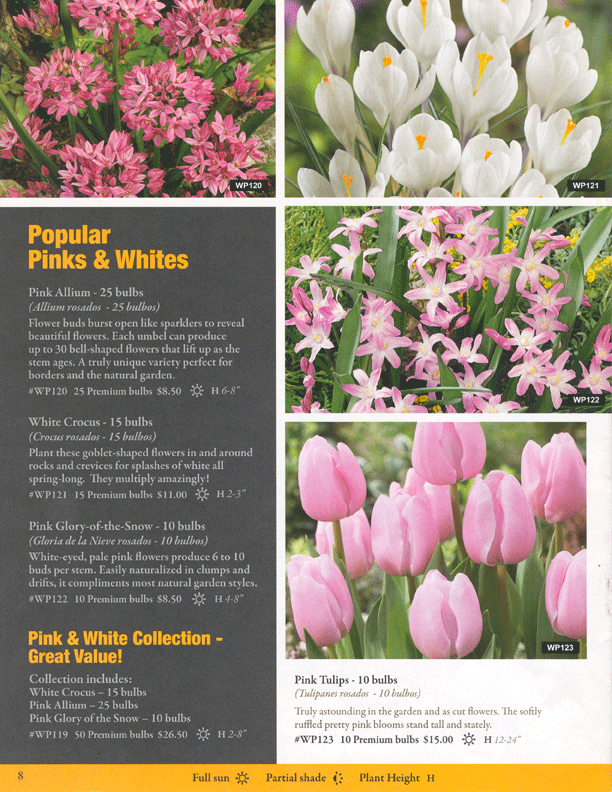 WP120
WP121
Popular
Pinks & Whites
Pink Allium - 25 bulbs
(Allium rosados - 25 bulbos)
Flower buds burst open like sparklers to reveal
beautiful flowers. Each umbel can produce
up to 30 bell-shaped flowers that lift up as the
stem ages. A truly unique variety perfect for
borders and the natural garden.
#WP120 25 Premium bulbs $8.50 H 6-8"
White Crocus - 15 bulbs
(Crocus rosados - 15 bulbos)
Plant these goblet-shaped flowers in and around
rocks and crevices for splashes of white all
spring-long. They multiply amazingly!
#WP121 15 Premium bulbs $11.00 H 2-3"
Pink Glory-of-the-Snow - 10 bulbs
(Gloria de la Nieve rosados - 10 bulbos)
White-eyed, pale pink flowers produce 6 to 10
buds per stem. Easily naturalized in clumps and
drifts, it compliments most natural garden styles.
#WP122 10 Premium bulbs $8.50 H 4-8"
Pink & White Collection -
Great Value!
Collection includes:
White Crocus – 15 bulbs
Pink Allium – 25 bulbs
Pink Glory of the Snow – 10 bulbs
#WP119 50 Premium bulbs $26.50 H 2-8"
WP122
WP123
Pink Tulips - 10 bulbs
(Tulipanes rosados - 10 bulbos)
Truly astounding in the garden and as cut flowers. The softly
ruffled pretty pink blooms stand tall and stately.
#WP123 10 Premium bulbs $15.00 H 12-24"
8 Full sun Partial shade Plant Height H